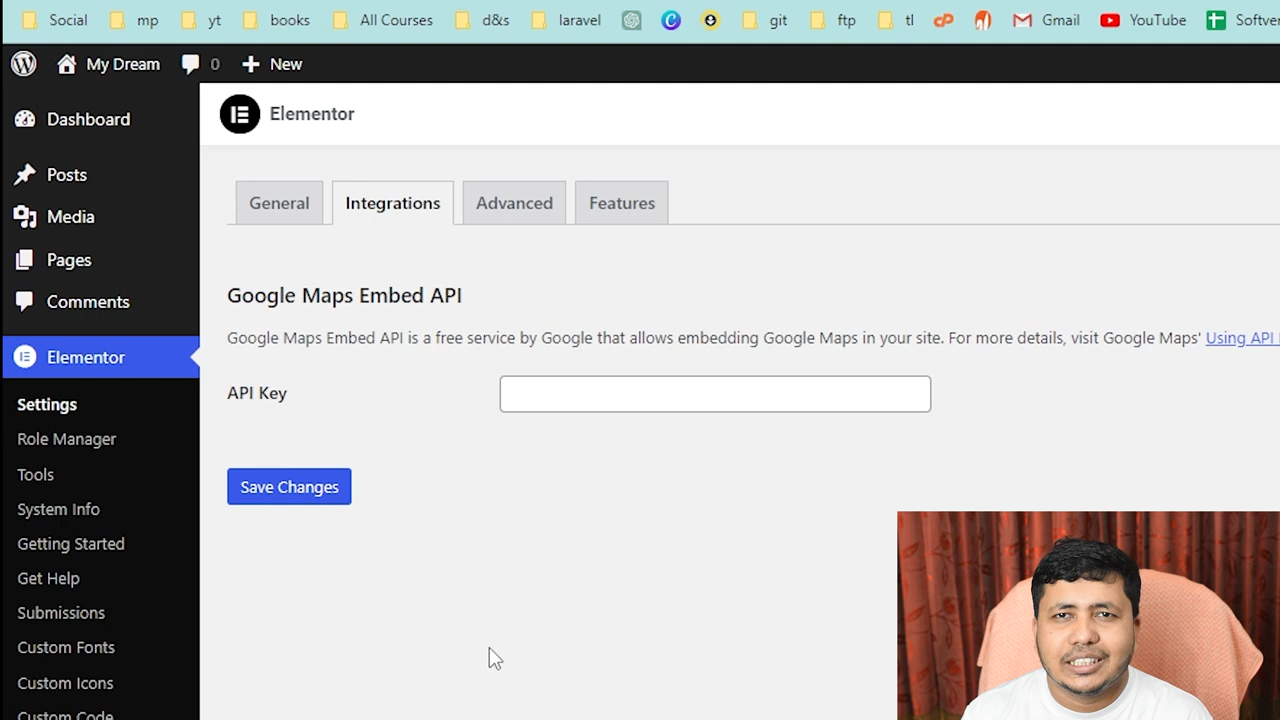 Social mp yt books All Courses d&s laravel git ftp tl Gmail YouTube
My Dream 0 New
Dashboard
Posts
Media
Pages
Comments
Elementor
Settings
Role Manager
Tools
System Info
Getting Started
Get Help
Submissions
Custom Fonts
Custom Icons
Custom Code
Elementor
General Integrations Advanced Features
Google Maps Embed API
Google Maps Embed API is a free service by Google that allows embedding Google Maps in your site. For more details, visit Google Maps' Using API
API Key
Save Changes